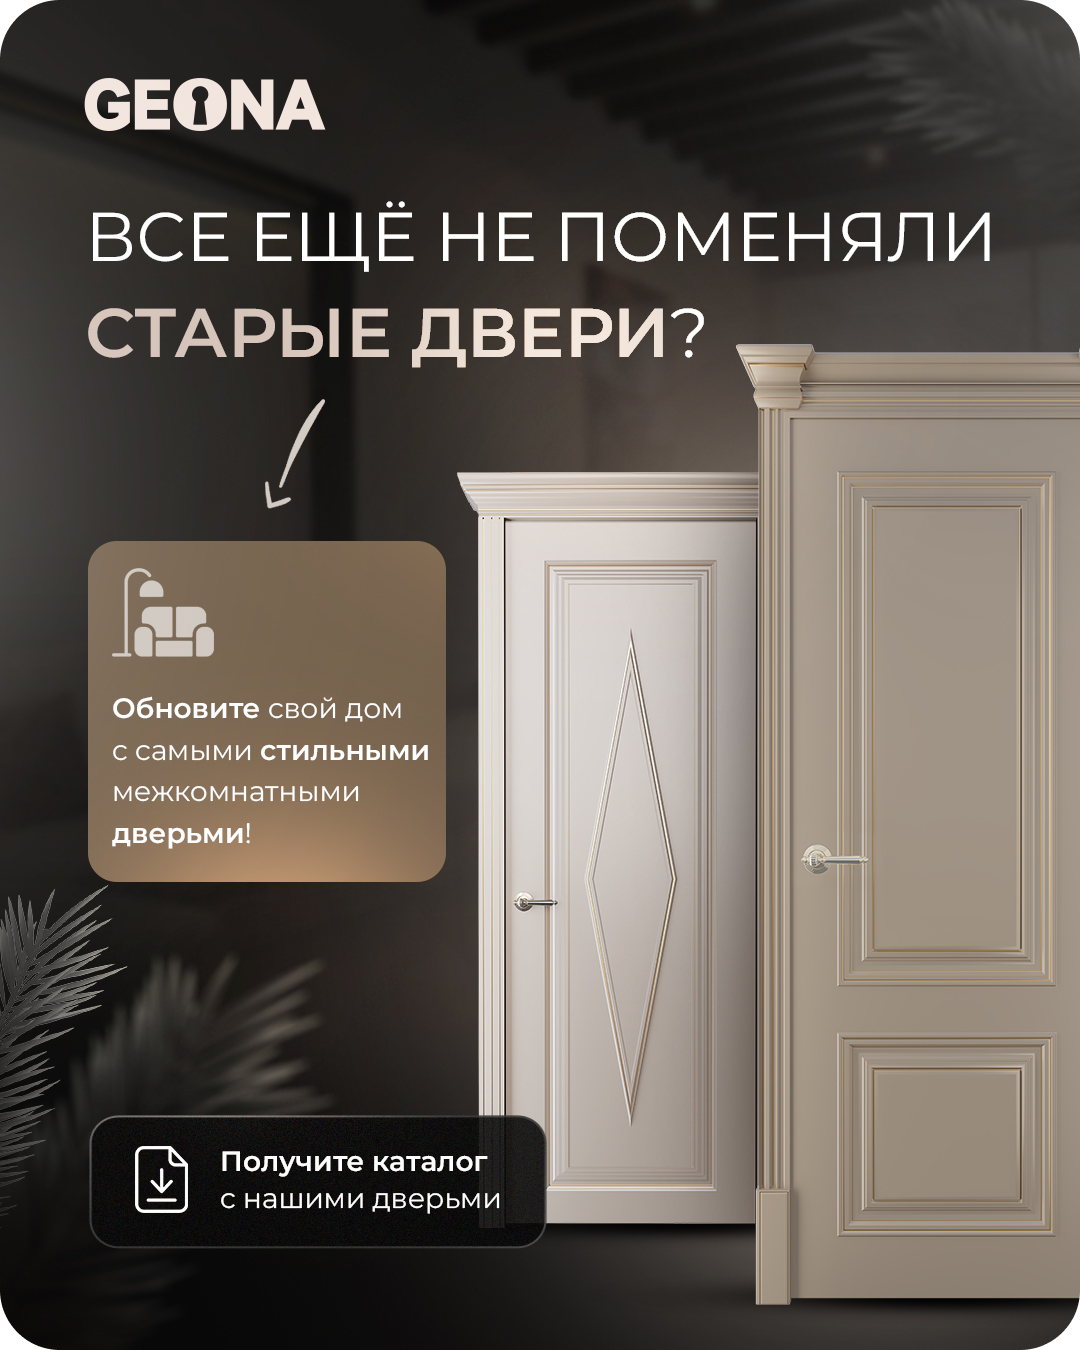 GEONA
ВСЕ ЕЩЁ НЕ ПОМЕНЯЛИ
СТАРЫЕ ДВЕРИ?
Обновите свой дом
с самыми стильными
межкомнатными
дверьми!
Получите каталог
с нашими дверьми